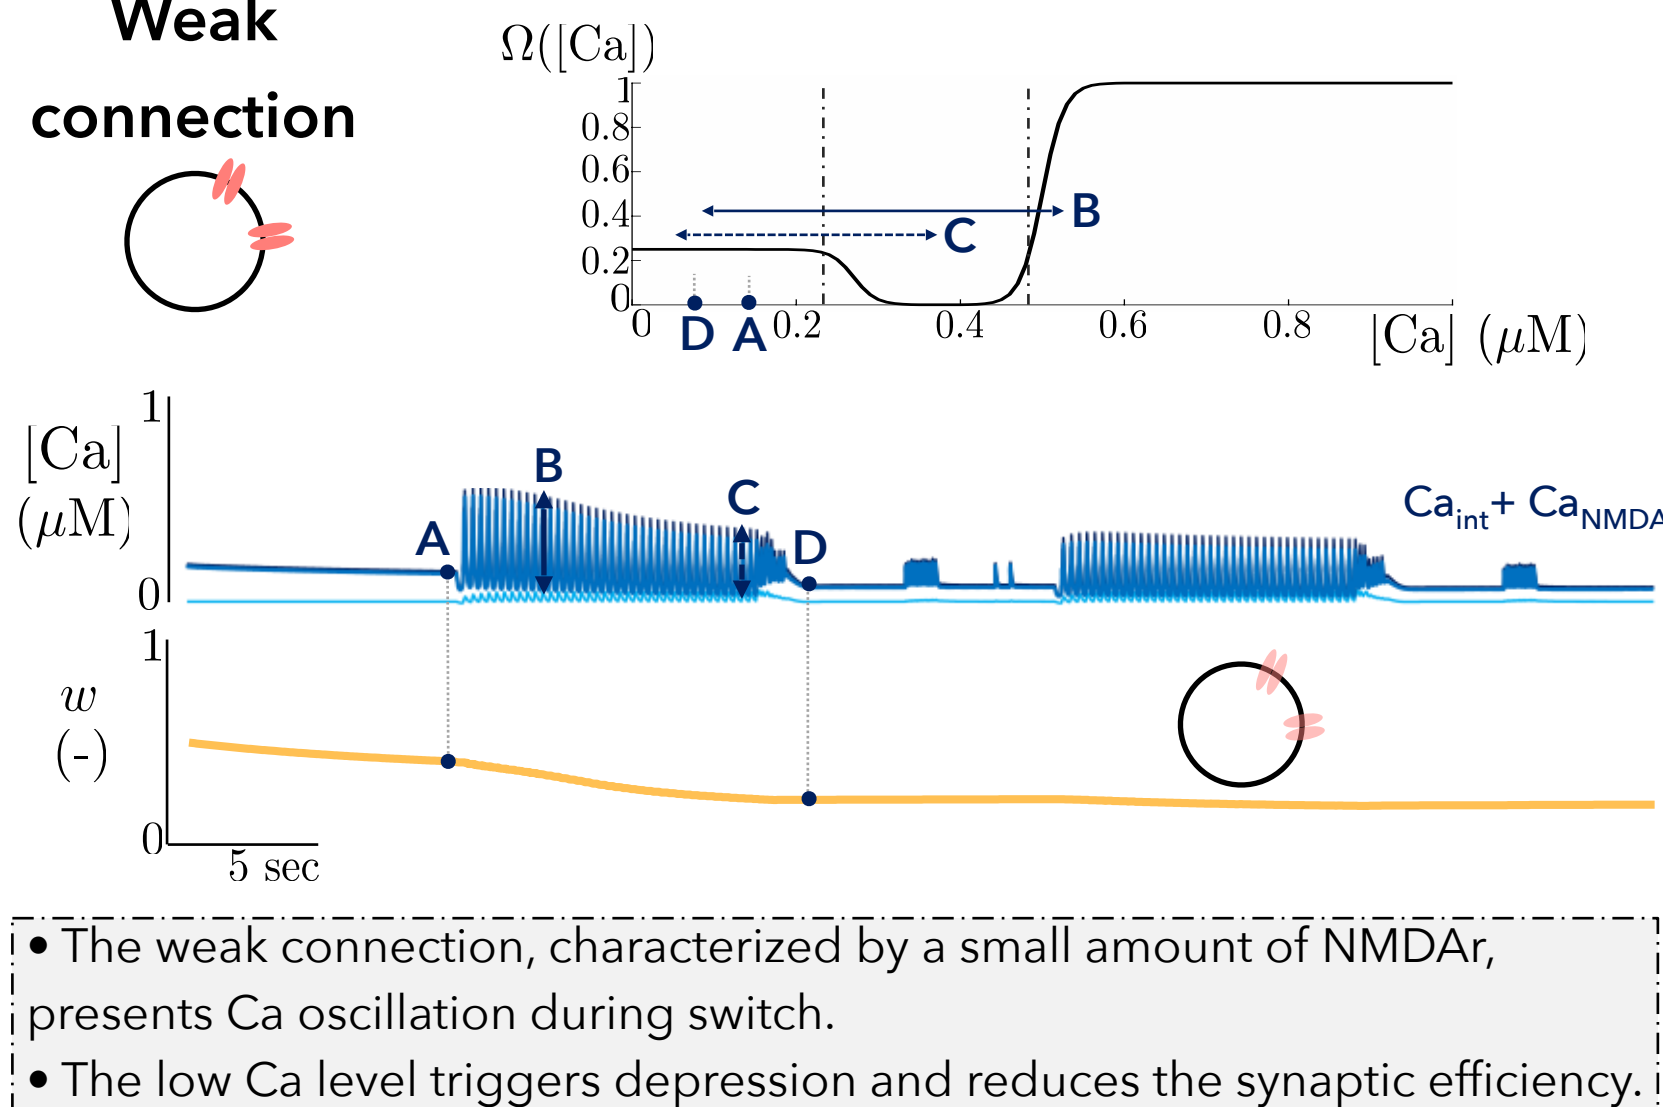 Weak
connection
Ω([Ca])
1
0.8
0.6
0.4
0.2
0
B
C
0 0.2 0.4 0.6 0.8 [Ca] (μM)
D A
1
[Ca]
(μM)
0
A
B
C
D
Ca_int + Ca_NMDA
1
w
(-)
0
5 sec
• The weak connection, characterized by a small amount of NMDAr,
presents Ca oscillation during switch.
• The low Ca level triggers depression and reduces the synaptic efficiency.